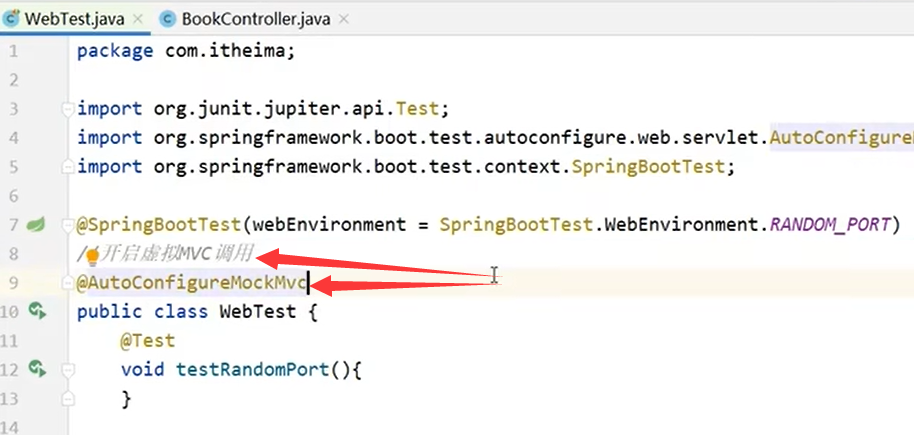 WebTest.java BookController.java
1 package com.itheima;
2
3 import org.junit.jupiter.api.Test;
4 import org.springframework.boot.test.autoconfigure.web.servlet.AutoConfigure
5 import org.springframework.boot.test.context.SpringBootTest;
6
7 @SpringBootTest(webEnvironment = SpringBootTest.WebEnvironment.RANDOM_PORT)
8 /开启虚拟MVC调用
9 @AutoConfigureMockMvc
10 public class WebTest {
11 @Test
12 void testRandomPort(){
13 }
14